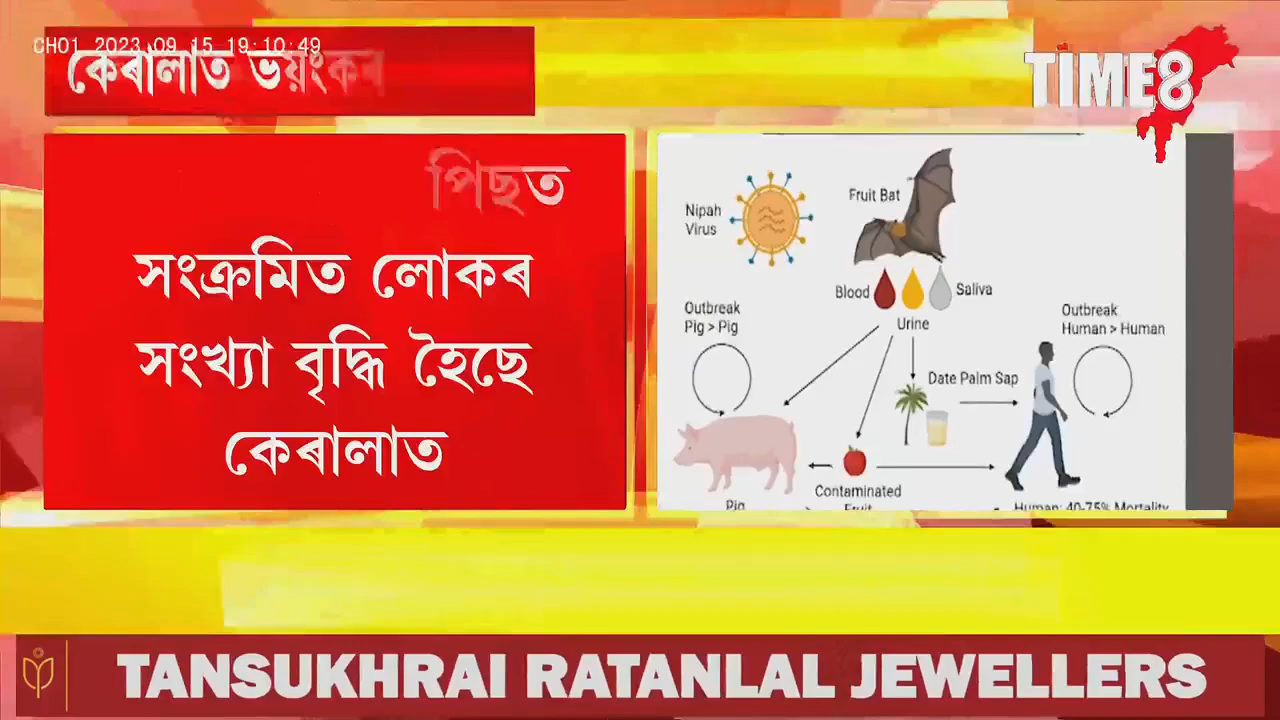 CH01 2023 09 15 19:10:49
কেৰালাত ভয়ংকৰ
TIME8
পিছত
সংক্ৰমিত লোকৰ
সংখ্যা বৃদ্ধি হৈছে
কেৰালাত
Nipah
Virus
Fruit Bat
Blood
Saliva
Urine
Outbreak
Pig > Pig
Outbreak
Human > Human
Date Palm Sap
Contaminated
Fruit
Pig
Human: 40-75% Mortality
TANSUKHRAI RATANLAL JEWELLERS